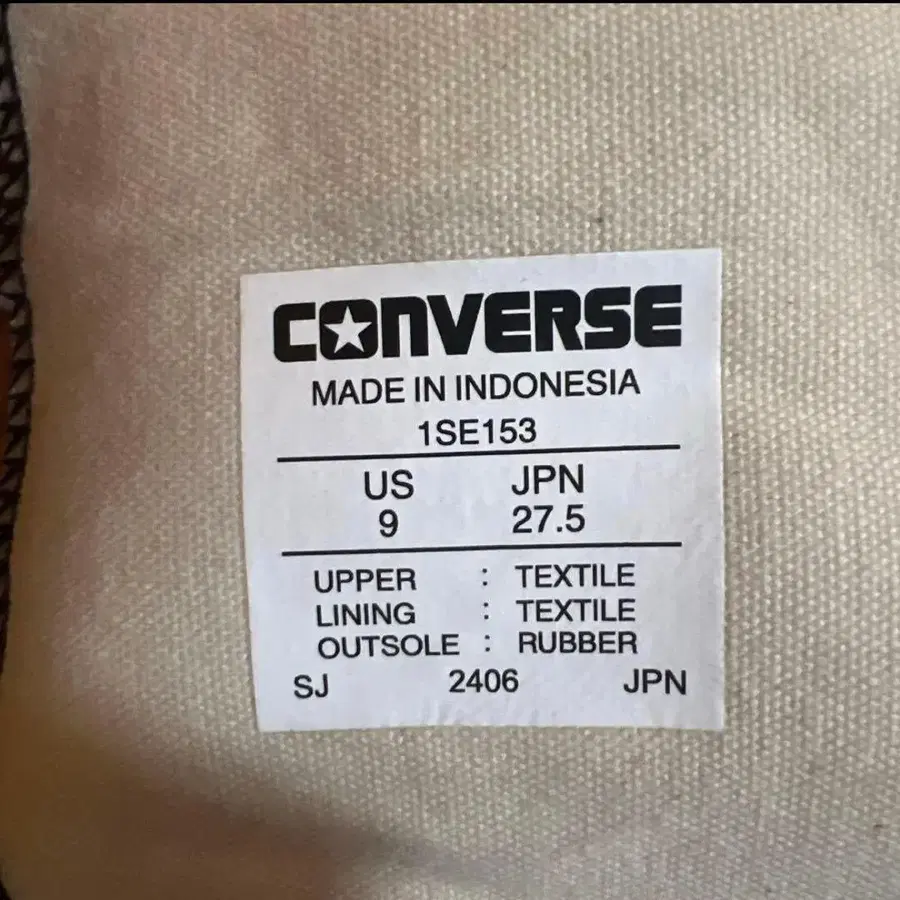 CONVERSE
MADE IN INDONESIA
1SE153
US JPN
9 27.5
UPPER : TEXTILE
LINING : TEXTILE
OUTSOLE : RUBBER
SJ 2406 JPN